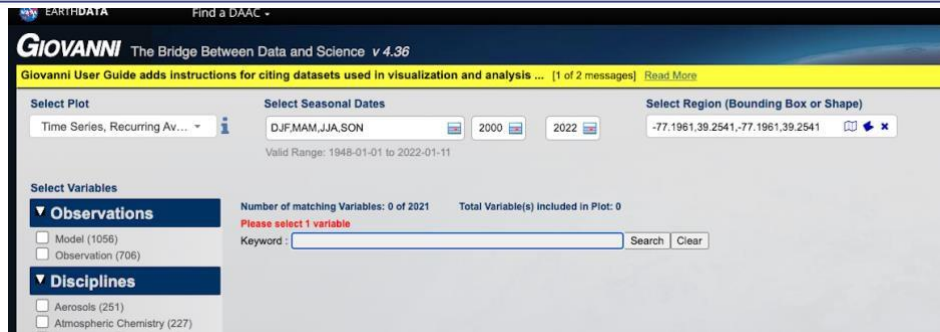 EARTHDATA Find a DAAC
GIOVANNI The Bridge Between Data and Science v 4.36
Giovanni User Guide adds instructions for citing datasets used in visualization and analysis ... [1 of 2 messages] Read More
Select Plot
Time Series, Recurring Av...
Select Seasonal Dates
DJF,MAM,JJA,SON 2000 2022
Valid Range: 1948-01-01 to 2022-01-11
Select Region (Bounding Box or Shape)
-77.1961,39.2541,-77.1961,39.2541
Select Variables
Observations
Model (1056)
Observation (706)
Disciplines
Aerosols (251)
Atmospheric Chemistry (227)
Number of matching Variables: 0 of 2021 Total Variable(s) included in Plot: 0
Please select 1 variable
Keyword : Search Clear